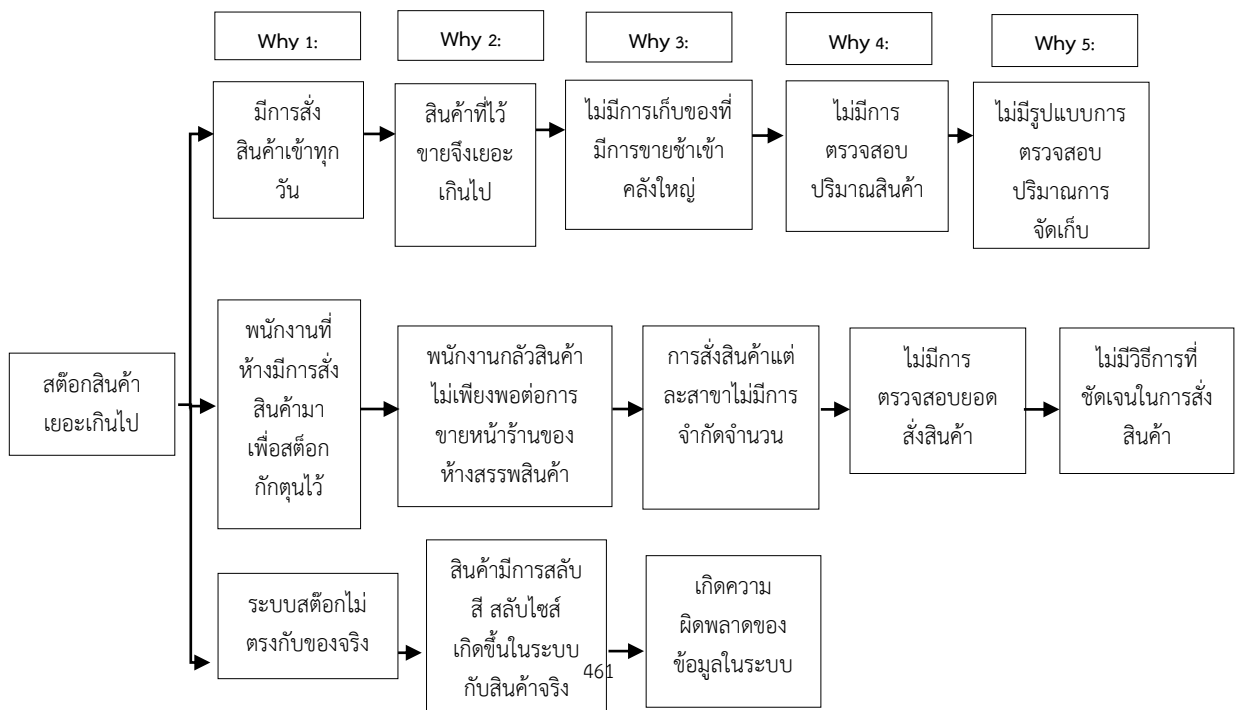 Why 1:
Why 2:
Why 3:
Why 4:
Why 5:
มีการสั่ง
สินค้าเข้าทุก
วัน
สินค้าที่ไว้
ขายจึงเยอะ
เกินไป
ไม่มีการเก็บของที่
มีการขายช้าเข้า
คลังใหญ่
ไม่มีการ
ตรวจสอบ
ปริมาณสินค้า
ไม่มีรูปแบบการ
ตรวจสอบ
ปริมาณการ
จัดเก็บ
สต๊อกสินค้า
เยอะเกินไป
พนักงานที่
ห้างมีการสั่ง
สินค้ามา
เพื่อสต็อก
กักตุนไว้
พนักงานกลัวสินค้า
ไม่เพียงพอต่อการ
ขายหน้าร้านของ
ห้างสรรพสินค้า
การสั่งสินค้าแต่
ละสาขาไม่มีการ
จำกัดจำนวน
ไม่มีการ
ตรวจสอบยอด
สั่งสินค้า
ไม่มีวิธีการที่
ชัดเจนในการสั่ง
สินค้า
ระบบสต๊อกไม่
ตรงกับของจริง
สินค้ามีการสลับ
สี สลับไซส์
เกิดขึ้นในระบบ
กับสินค้าจริง
เกิดความ
ผิดพลาดของ
ข้อมูลในระบบ
461